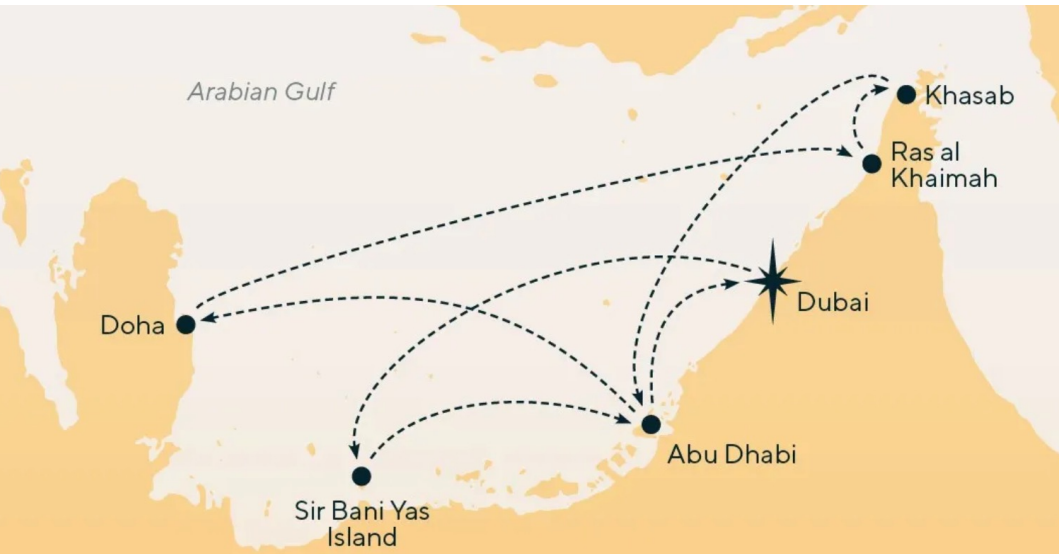 Arabian Gulf
Khasab
Ras al
Khaimah
Dubai
Doha
Abu Dhabi
Sir Bani Yas
Island